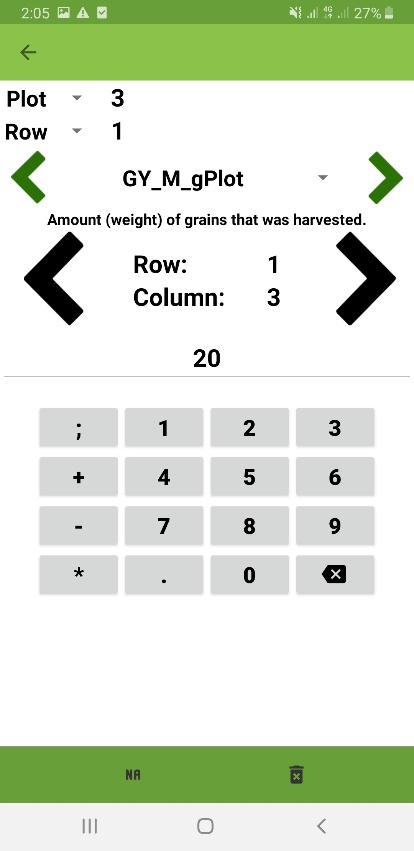 2:05 4G 27%
Plot 3
Row 1
GY_M_gPlot
Amount (weight) of grains that was harvested.
Row: 1
Column: 3
20
; 1 2 3
+ 4 5 6
- 7 8 9
* . 0
NA